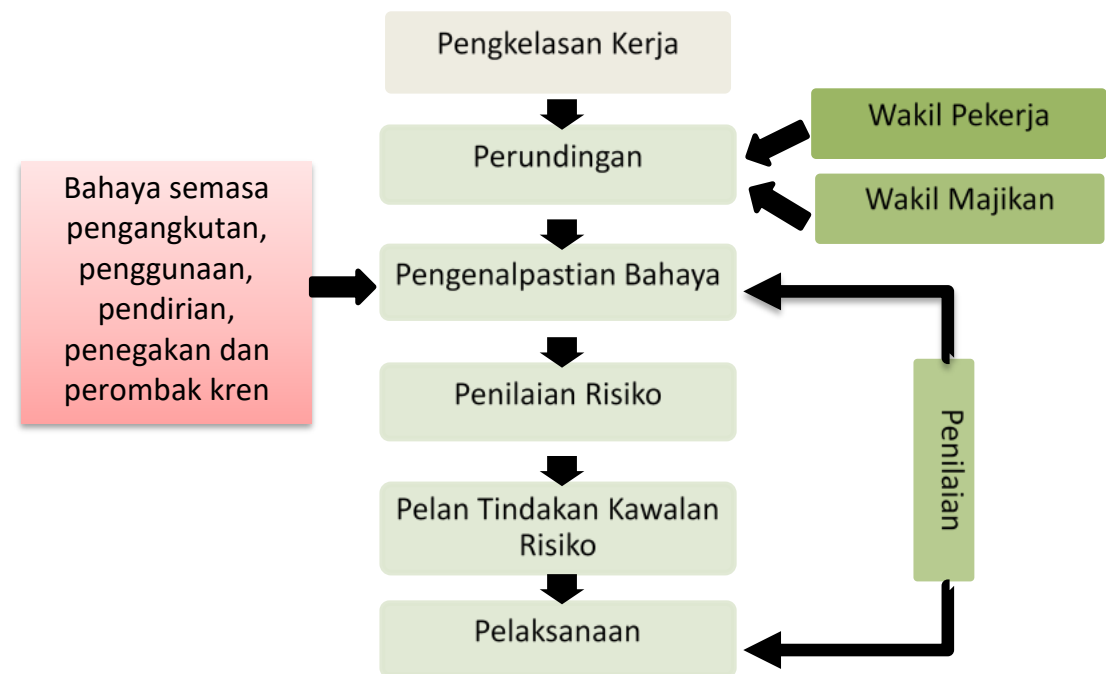 Pengkelasan Kerja
Perundingan
Wakil Pekerja
Wakil Majikan
Bahaya semasa
pengangkutan,
penggunaan,
pendirian,
penegakan dan
perombak kren
Pengenalpastian Bahaya
Penilaian Risiko
Pelan Tindakan Kawalan
Risiko
Pelaksanaan
Penilaian